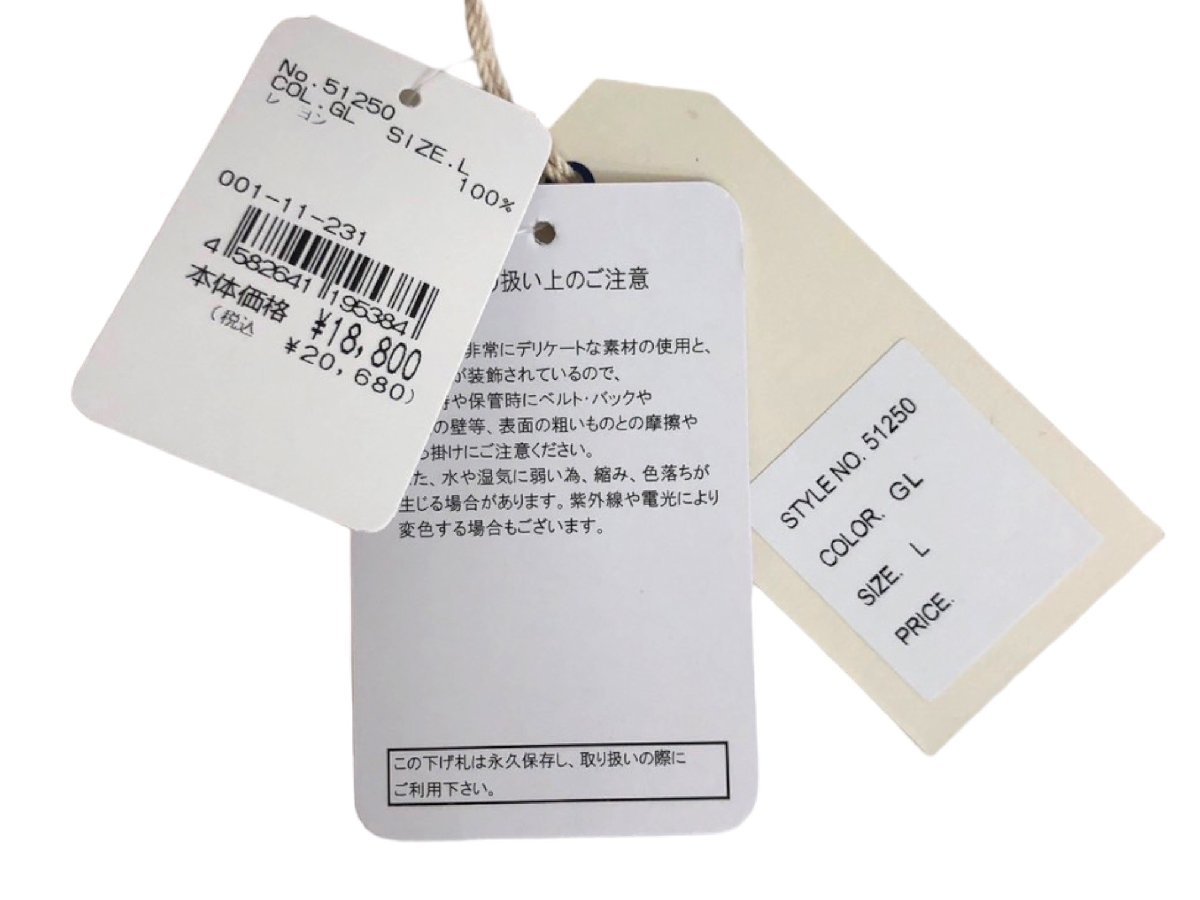 No.51250
COL.GL SIZE.L
レーヨン 100%
001-11-231
4 582641 195384
本体価格 ¥18,800
(税込 ¥20,680)
扱い上のご注意
非常にデリケートな素材の使用と、
が装飾されているので、
や保管時にベルト・バックや
の壁等、表面の粗いものとの摩擦や
掛けにご注意ください。
た、水や湿気に弱い為、縮み、色落ちが
生じる場合があります。紫外線や電光により
変色する場合もございます。
この下げ札は永久保存し、取り扱いの際に
ご利用下さい。
STYLE NO. 51250
COLOR. GL
SIZE. L
PRICE.